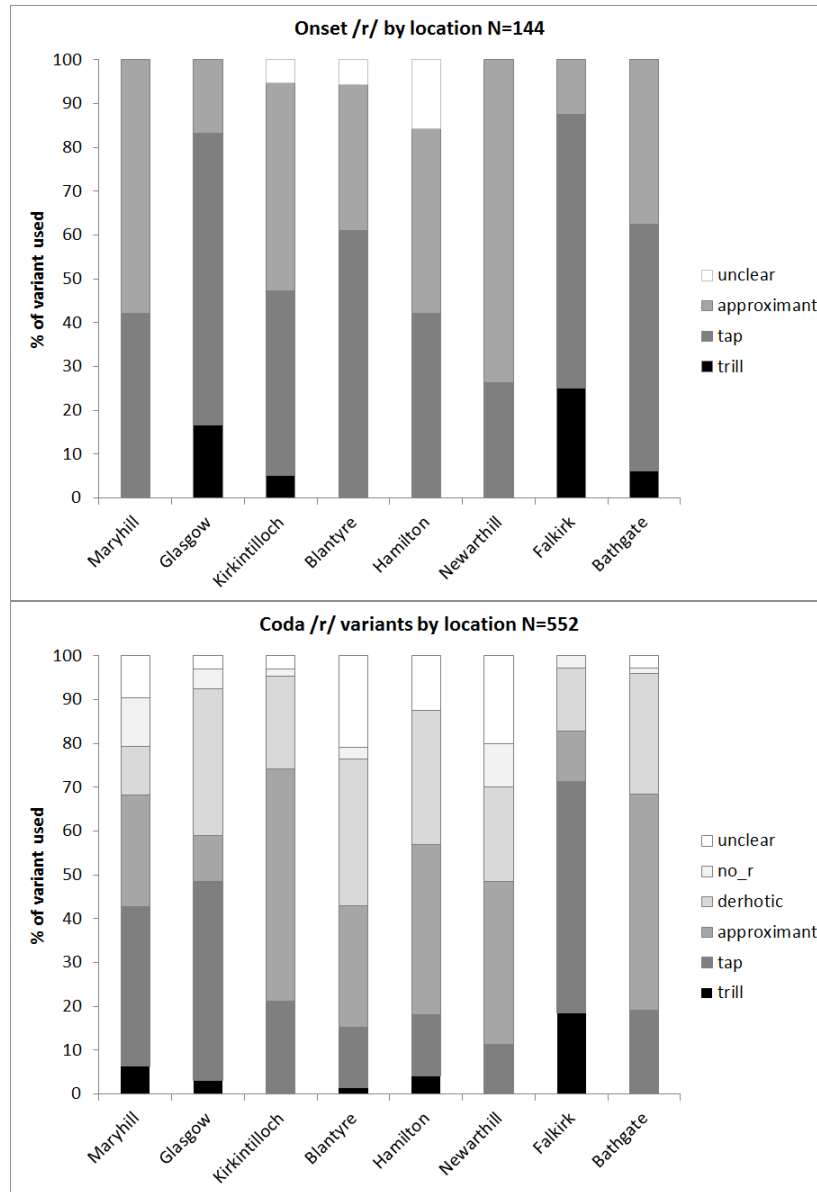 Onset /r/ by location N=144
% of variant used
100
90
80
70
60
50
40
30
20
10
0
Maryhill
Glasgow
Kirkintilloch
Blantyre
Hamilton
Newarthill
Falkirk
Bathgate
unclear
approximant
tap
trill
Coda /r/ variants by location N=552
% of variant used
100
90
80
70
60
50
40
30
20
10
0
Maryhill
Glasgow
Kirkintilloch
Blantyre
Hamilton
Newarthill
Falkirk
Bathgate
unclear
no_r
derhotic
approximant
tap
trill